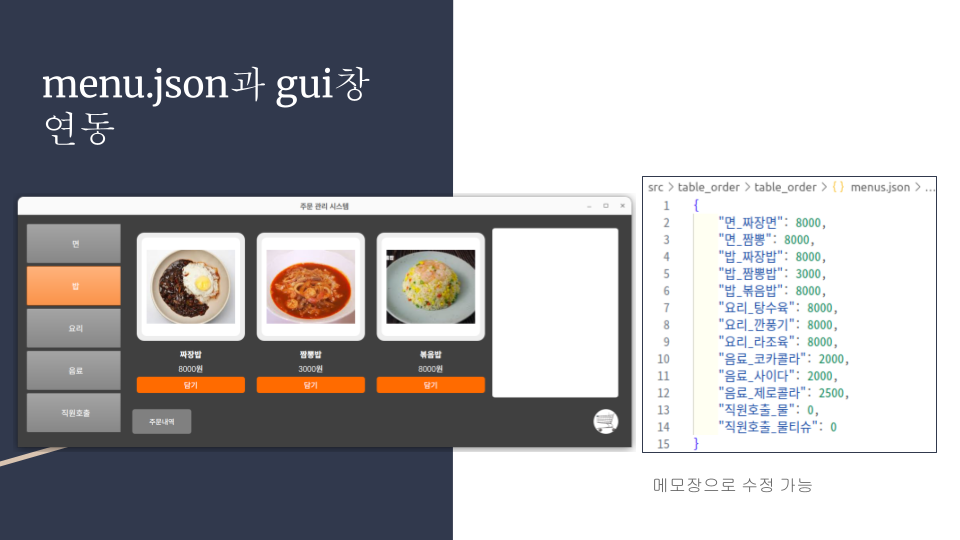 menu.json과 gui창
연동
주문 관리 시스템
면
밥
요리
음료
직원호출
짜장밥
8000원
담기
짬뽕밥
3000원
담기
볶음밥
8000원
담기
주문내역
src > table_order > table_order > {} menus.json > ...
1 {
2 "면_짜장면": 8000,
3 "면_짬뽕": 8000,
4 "밥_짜장밥": 8000,
5 "밥_짬뽕밥": 3000,
6 "밥_볶음밥": 8000,
7 "요리_탕수육": 8000,
8 "요리_깐풍기": 8000,
9 "요리_라조육": 8000,
10 "음료_코카콜라": 2000,
11 "음료_사이다": 2000,
12 "음료_제로콜라": 2500,
13 "직원호출_물": 0,
14 "직원호출_물티슈": 0
15 }
메모장으로 수정 가능